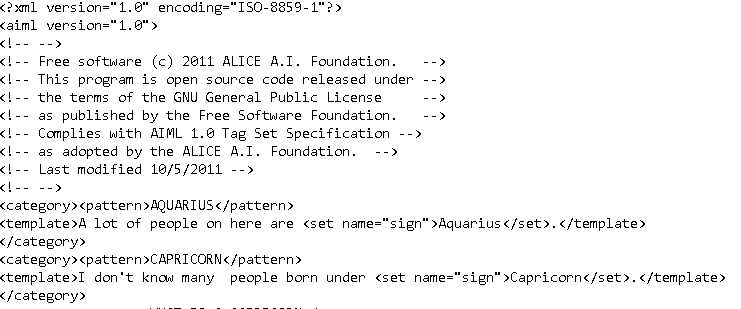 <?xml version="1.0" encoding="ISO-8859-1"?>
<aiml version="1.0">
<!-- -->
<!-- Free software (c) 2011 ALICE A.I. Foundation.   -->
<!-- This program is open source code released under -->
<!-- the terms of the GNU General Public License     -->
<!-- as published by the Free Software Foundation.   -->
<!-- Complies with AIML 1.0 Tag Set Specification -->
<!-- as adopted by the ALICE A.I. Foundation.  -->
<!-- Last modified 10/5/2011 -->
<!-- -->
<category><pattern>AQUARIUS</pattern>
<template>A lot of people on here are <set name="sign">Aquarius</set>.</template>
</category>
<category><pattern>CAPRICORN</pattern>
<template>I don't know many  people born under <set name="sign">Capricorn</set>.</template>
</category>